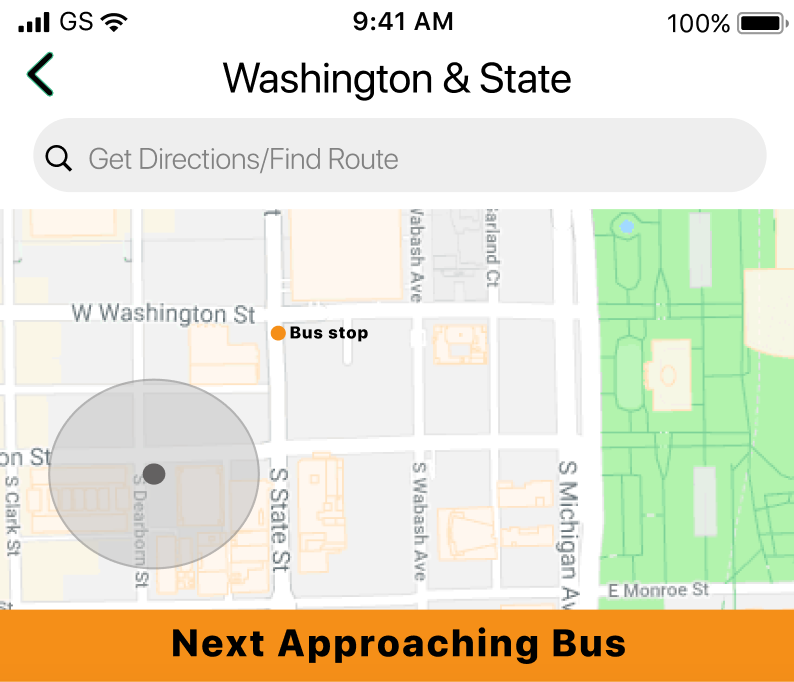 GS 9:41 AM 100%
Washington & State
Get Directions/Find Route
Wabash Ave
Garland Ct
W Washington St
Bus stop
on St
S Clark St
S Dearborn St
S State St
S Wabash Ave
S Michigan Av
E Monroe St
st
Next Approaching Bus